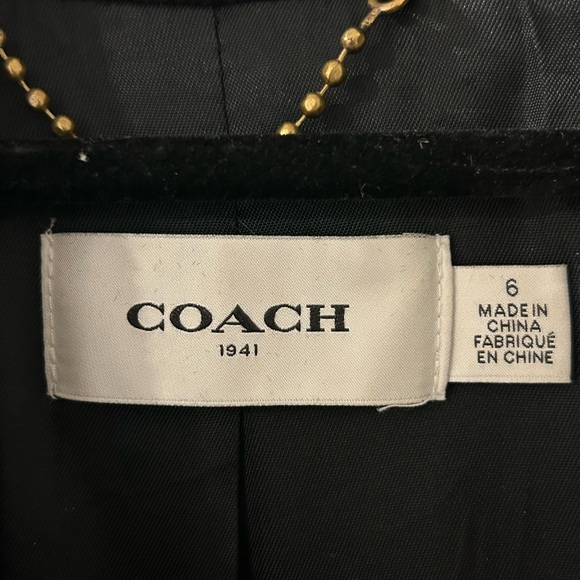 COACH
1941
6
MADE IN
CHINA
FABRIQUÉ
EN CHINE